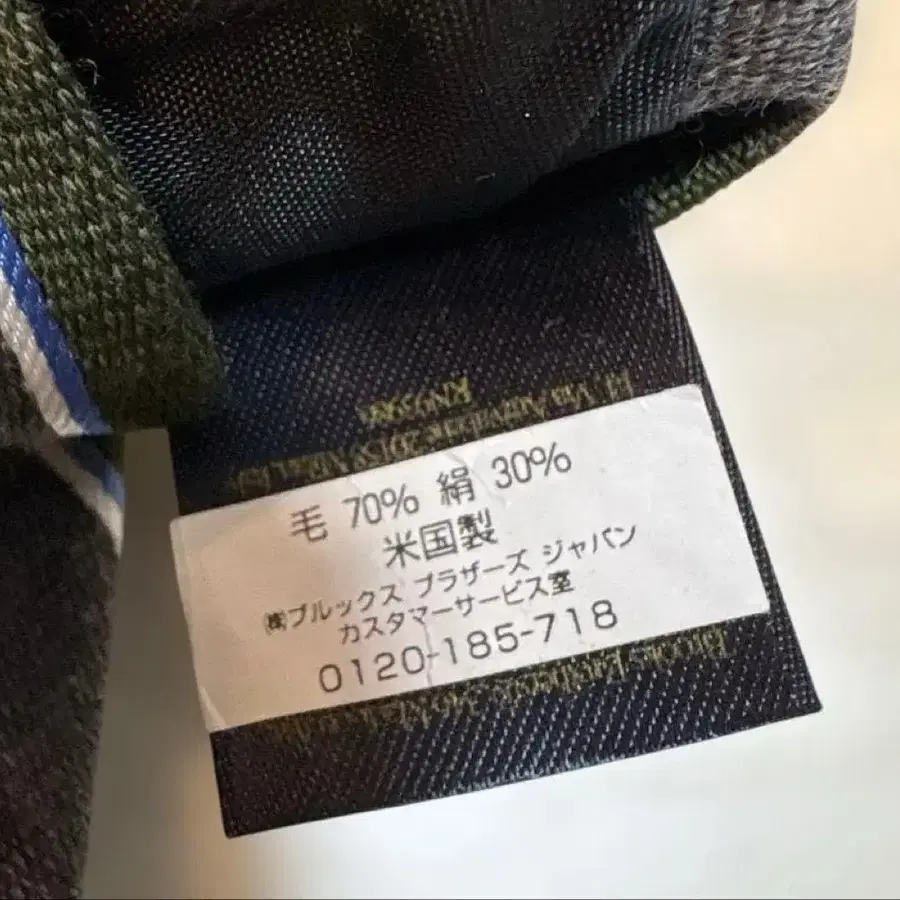 毛 70% 絹 30%
米国製
㈱ブルックス ブラザーズ ジャパン
カスタマーサービス室
0120-185-718